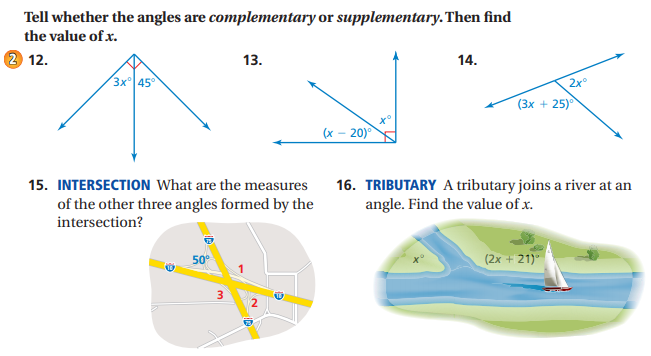 Tell whether the angles are complementary or supplementary. Then find
the value of x.
2 12.
3x° 45°
13.
x°
(x − 20)°
14.
2x°
(3x + 25)°
15. INTERSECTION What are the measures
of the other three angles formed by the
intersection?
50°
1
3
2
16. TRIBUTARY A tributary joins a river at an
angle. Find the value of x.
x°
(2x + 21)°